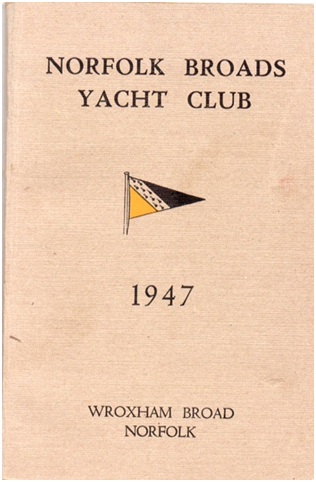 NORFOLK BROADS
YACHT CLUB
1947
WROXHAM BROAD
NORFOLK